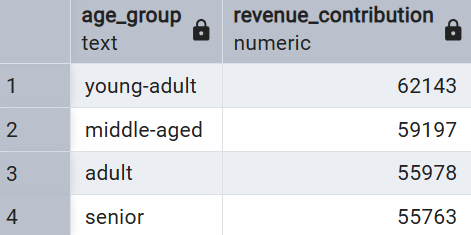 age_group revenue_contribution
text numeric
1 young-adult 62143
2 middle-aged 59197
3 adult 55978
4 senior 55763